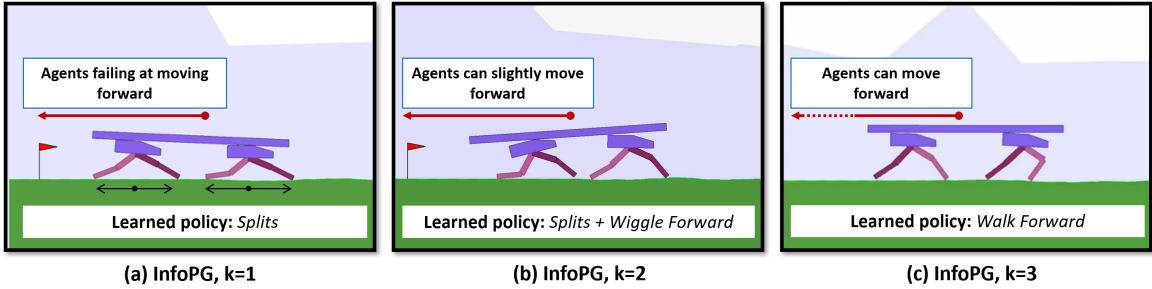 Agents failing at moving
forward
Learned policy: Splits
(a) InfoPG, k=1
Agents can slightly move
forward
Learned policy: Splits + Wiggle Forward
(b) InfoPG, k=2
Agents can move
forward
Learned policy: Walk Forward
(c) InfoPG, k=3